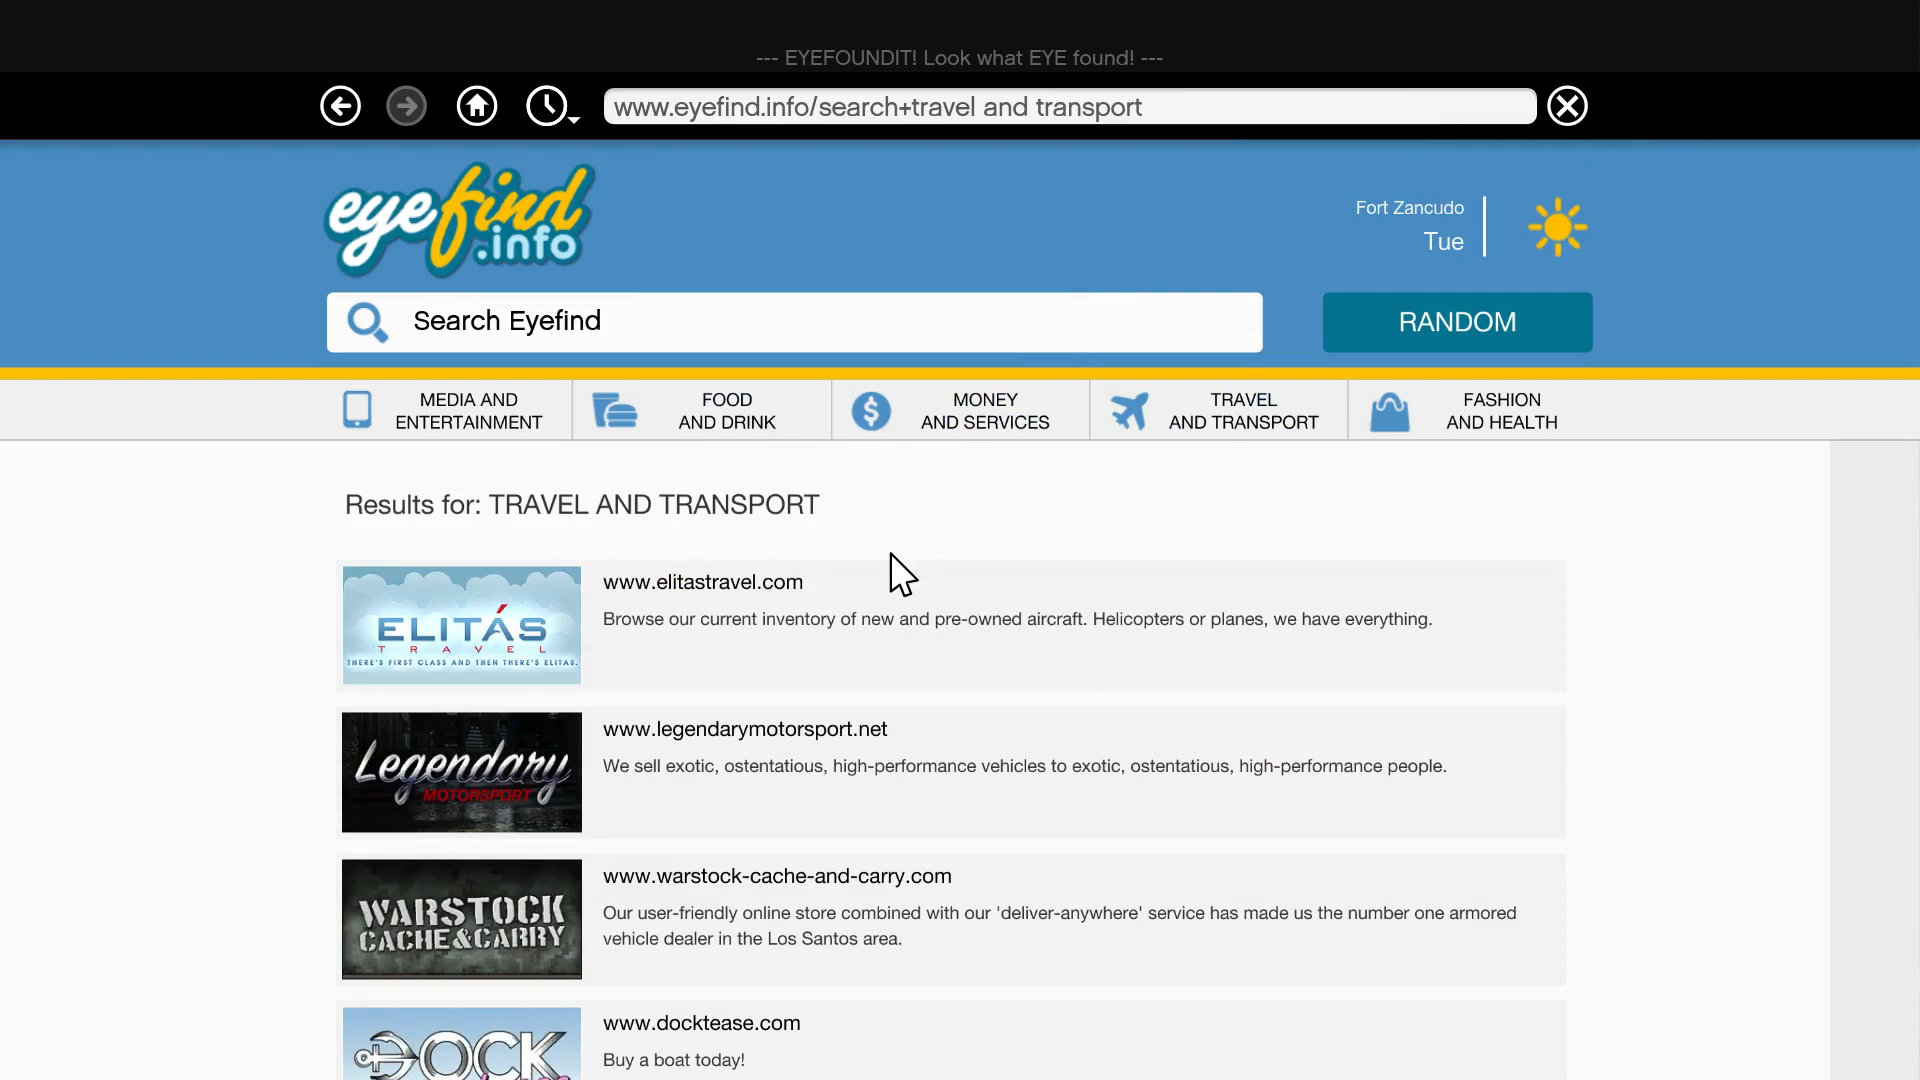 --- EYEFOUNDIT! Look what EYE found! ---
www.eyefind.info/search+travel and transport
eyefind
.info
Fort Zancudo
Tue
Search Eyefind
RANDOM
MEDIA AND
ENTERTAINMENT
FOOD
AND DRINK
MONEY
AND SERVICES
TRAVEL
AND TRANSPORT
FASHION
AND HEALTH
Results for: TRAVEL AND TRANSPORT
ELITÁS
TRAVEL
THERE'S FIRST CLASS AND THEN THERE'S ELITAS.
www.elitastravel.com
Browse our current inventory of new and pre-owned aircraft. Helicopters or planes, we have everything.
Legendary
MOTORSPORT
www.legendarymotorsport.net
We sell exotic, ostentatious, high-performance vehicles to exotic, ostentatious, high-performance people.
WARSTOCK
CACHE&CARRY
www.warstock-cache-and-carry.com
Our user-friendly online store combined with our 'deliver-anywhere' service has made us the number one armored
vehicle dealer in the Los Santos area.
DOCK
www.docktease.com
Buy a boat today!